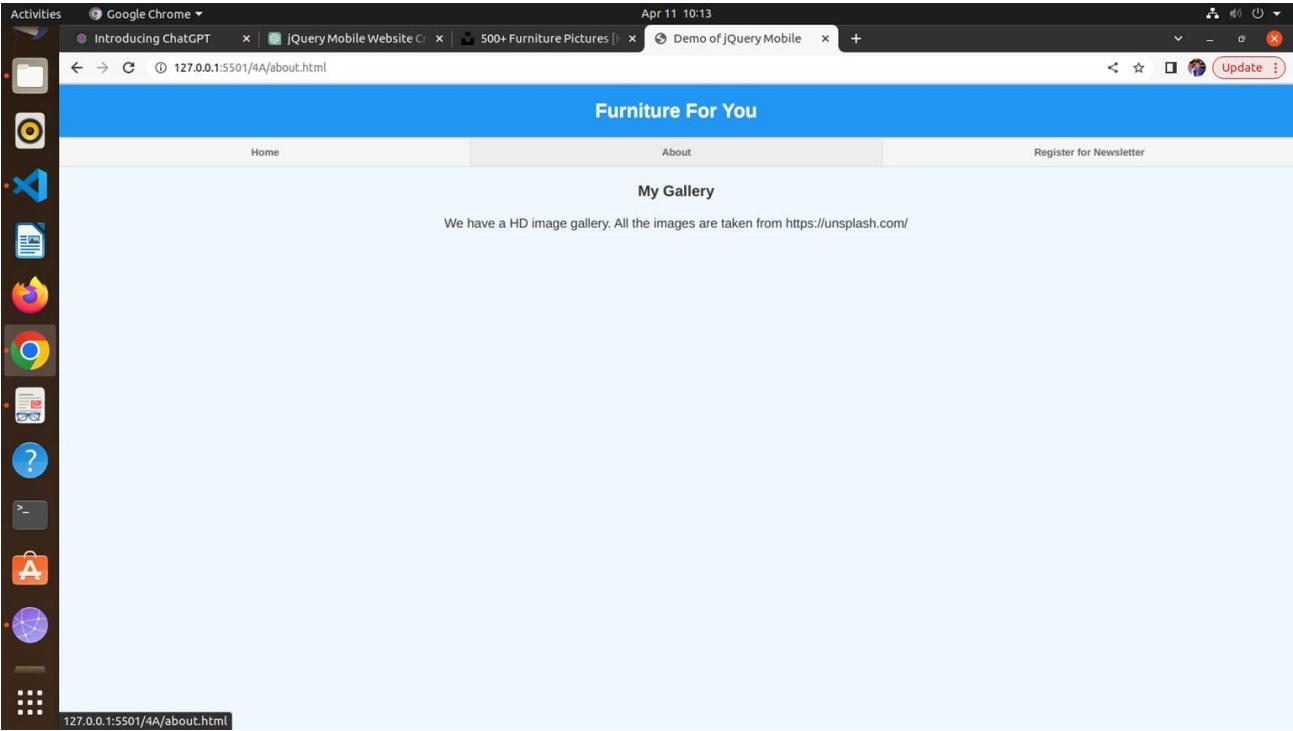 Activities Google Chrome Apr 11 10:13
Introducing ChatGPT jQuery Mobile Website Cr 500+ Furniture Pictures [H Demo of jQuery Mobile
127.0.0.1:5501/4A/about.html Update
Furniture For You
Home About Register for Newsletter
My Gallery
We have a HD image gallery. All the images are taken from https://unsplash.com/
127.0.0.1:5501/4A/about.html